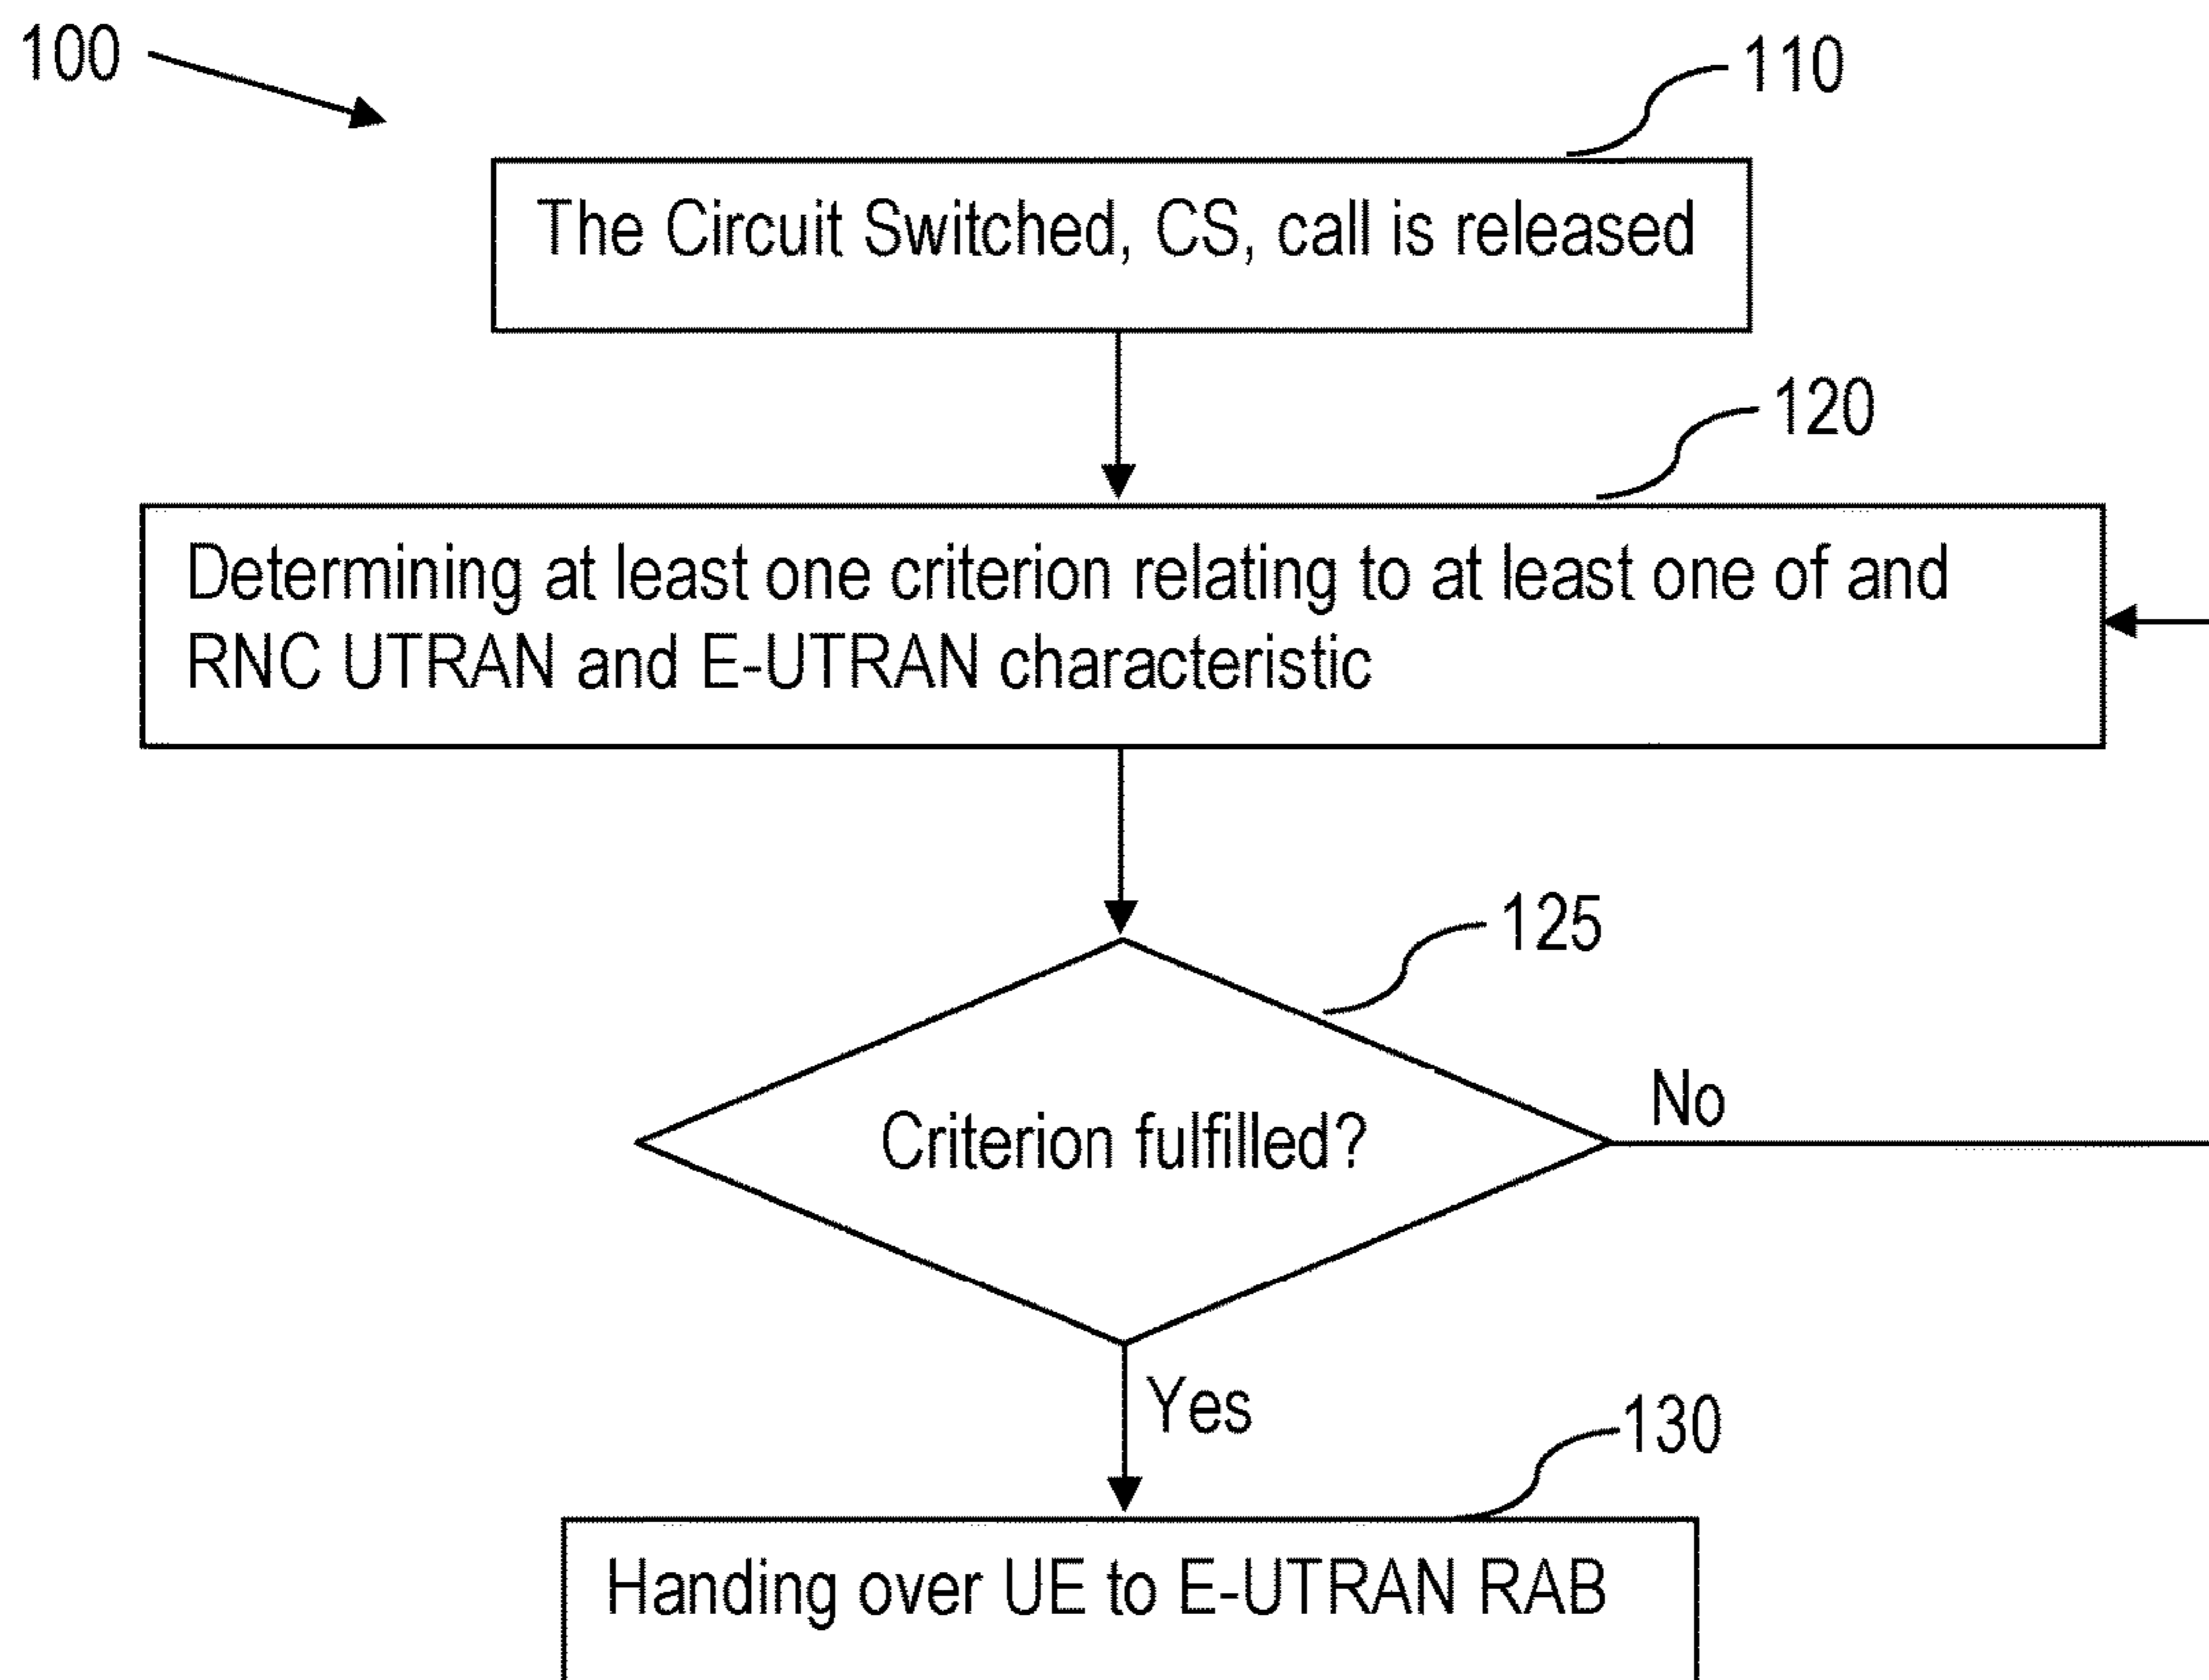 100
110
The Circuit Switched, CS, call is released
120
Determining at least one criterion relating to at least one of and
RNC UTRAN and E-UTRAN characteristic
125
Criterion fulfilled?
No
Yes
130
Handing over UE to E-UTRAN RAB